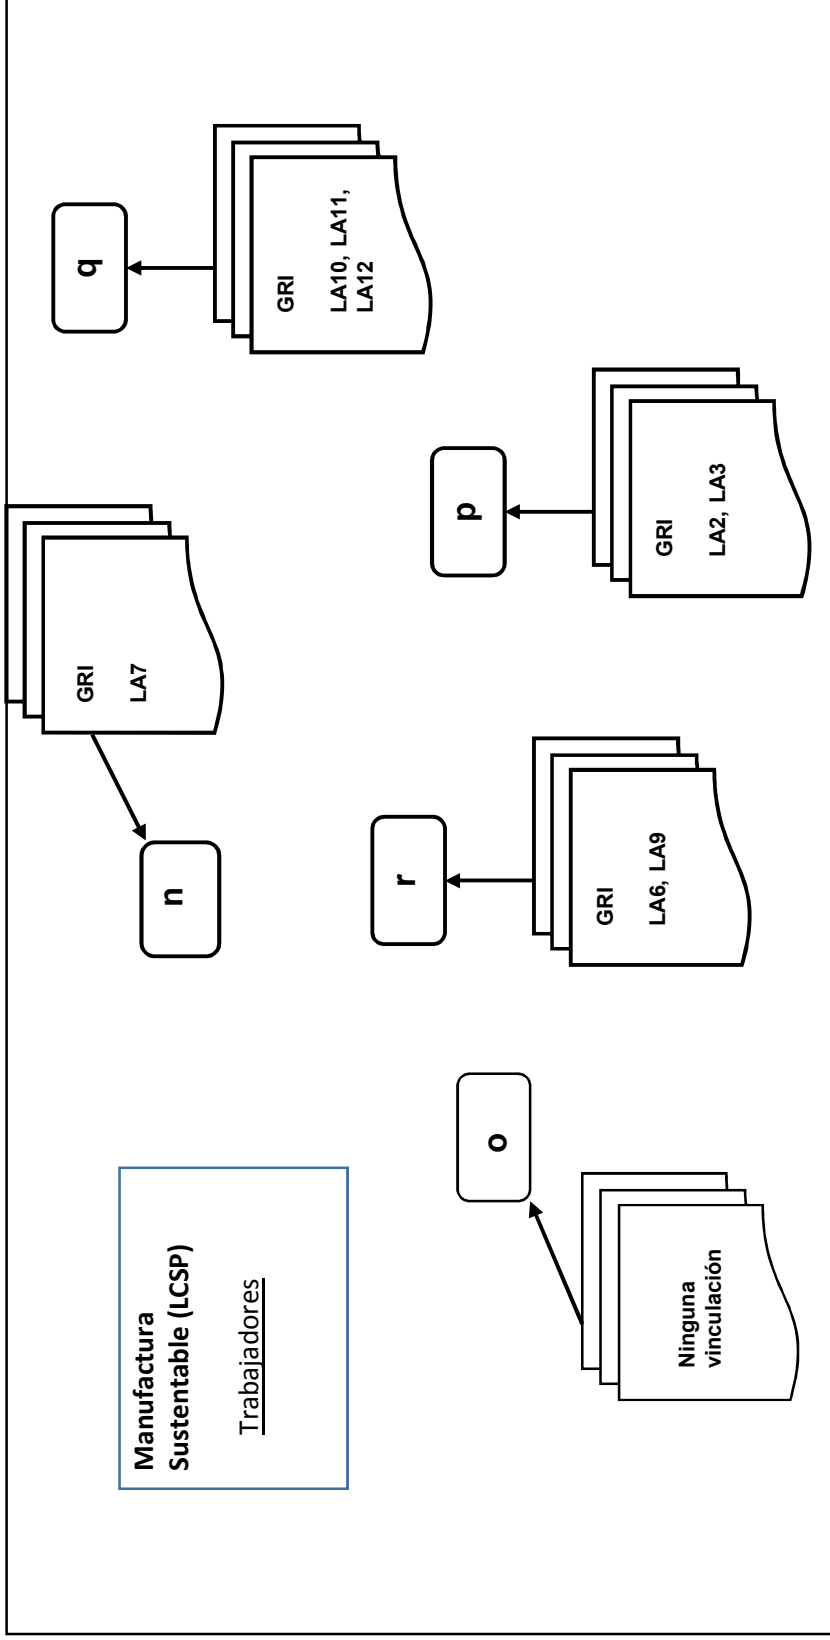 Manufactura
Sustentable (LCSP)
Trabajadores
n
GRI
LA7
q
GRI
LA10, LA11,
LA12
o
Ninguna
vinculación
r
GRI
LA6, LA9
p
GRI
LA2, LA3